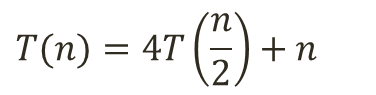 T(n) = 4T(n/2) + n